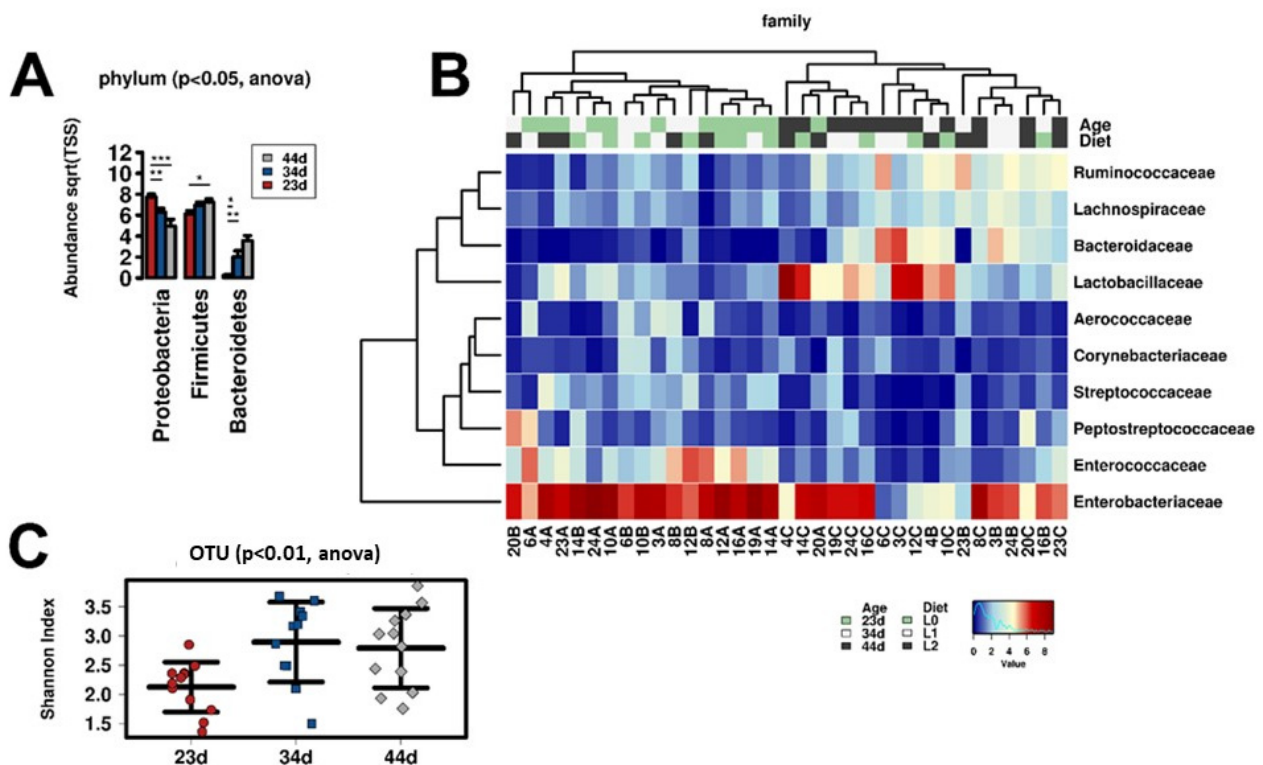 A
phylum (p<0.05, anova)
Abundance sqrt(TSS)
12
10
8
6
4
2
0
***
**
*
****
**
44d
34d
23d
Proteobacteria
Firmicutes
Bacteroidetes
B
family
Age
Diet
Ruminococcaceae
Lachnospiraceae
Bacteroidaceae
Lactobacillaceae
Aerococcaceae
Corynebacteriaceae
Streptococcaceae
Peptostreptococcaceae
Enterococcaceae
Enterobacteriaceae
20B 6A 4A 23A 14B 24A 10A 6B 10B 3A 8B 12B 8A 12A 16A 19A 14A 4C 14C 20A 19C 24C 16C 6C 3C 12C 4B 10C 23B 8C 3B 24B 20C 16B 23C
C
OTU (p<0.01, anova)
Shannon Index
3.5
3.0
2.5
2.0
1.5
23d 34d 44d
Age Diet
23d L0
34d L1
44d L2
0 2 4 6 8
Value